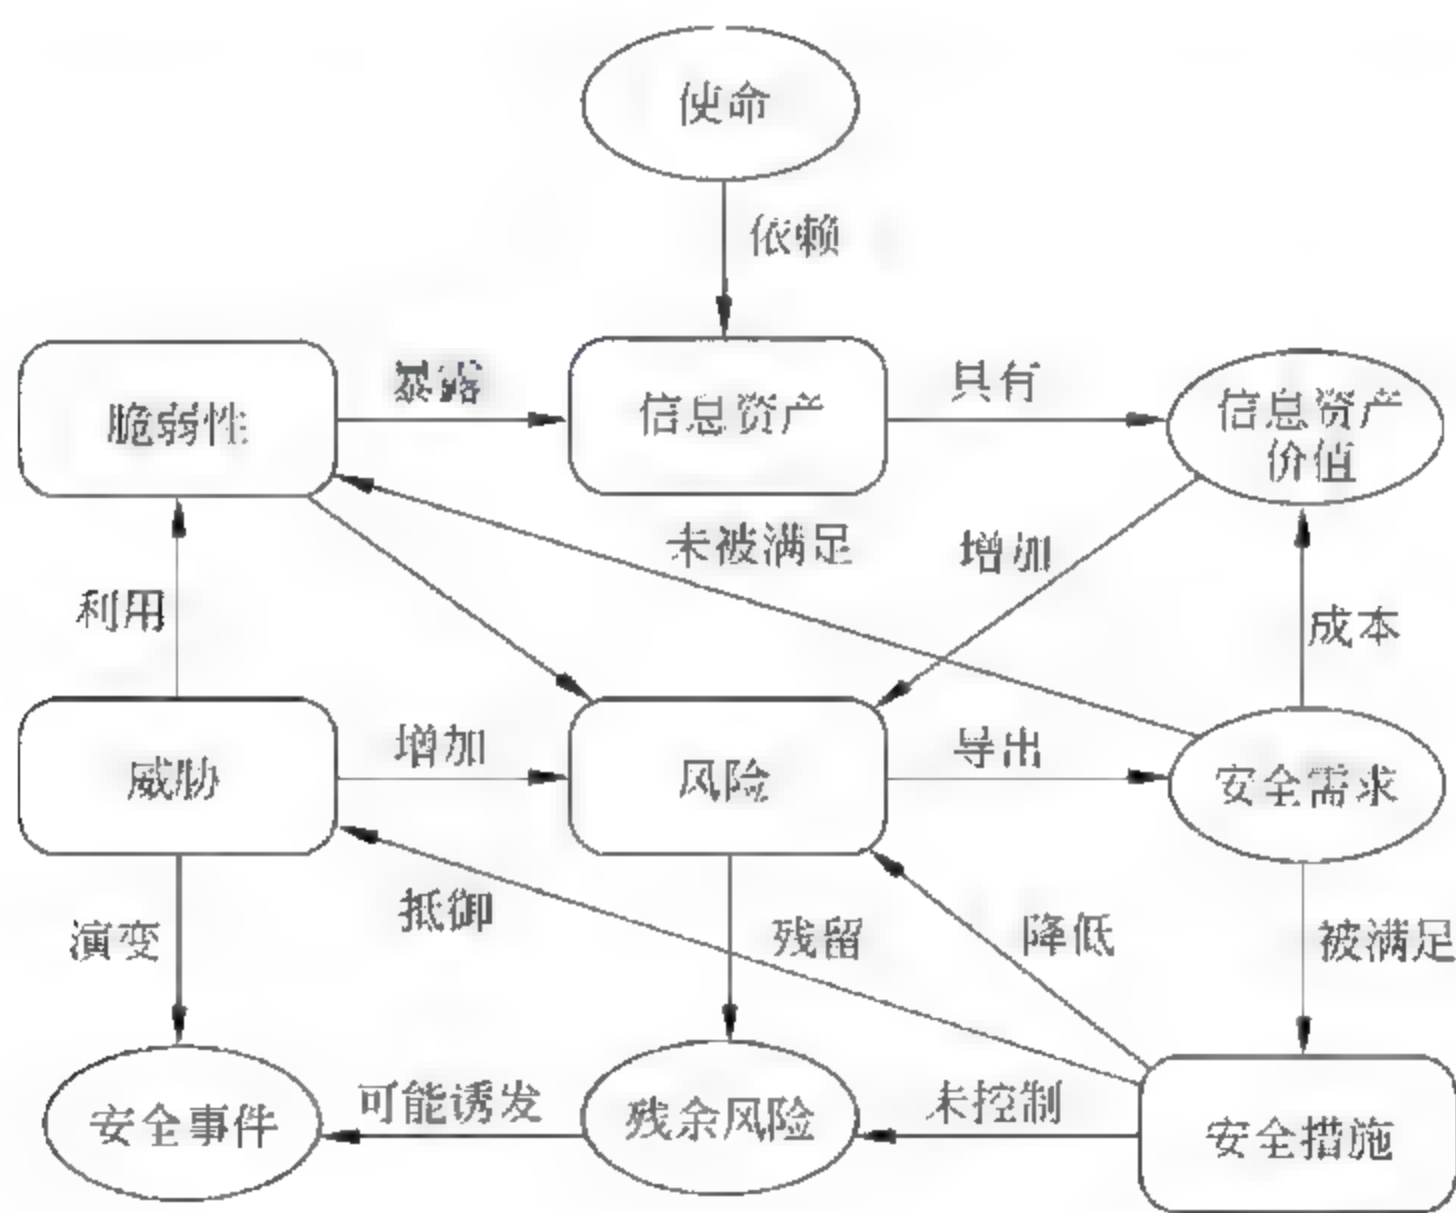 使命
依赖
脆弱性
暴露
信息资产
具有
信息资产
价值
未被满足
增加
利用
成本
威胁
增加
风险
导出
安全需求
演变
抵御
残留
降低
被满足
安全事件
可能诱发
残余风险
未控制
安全措施